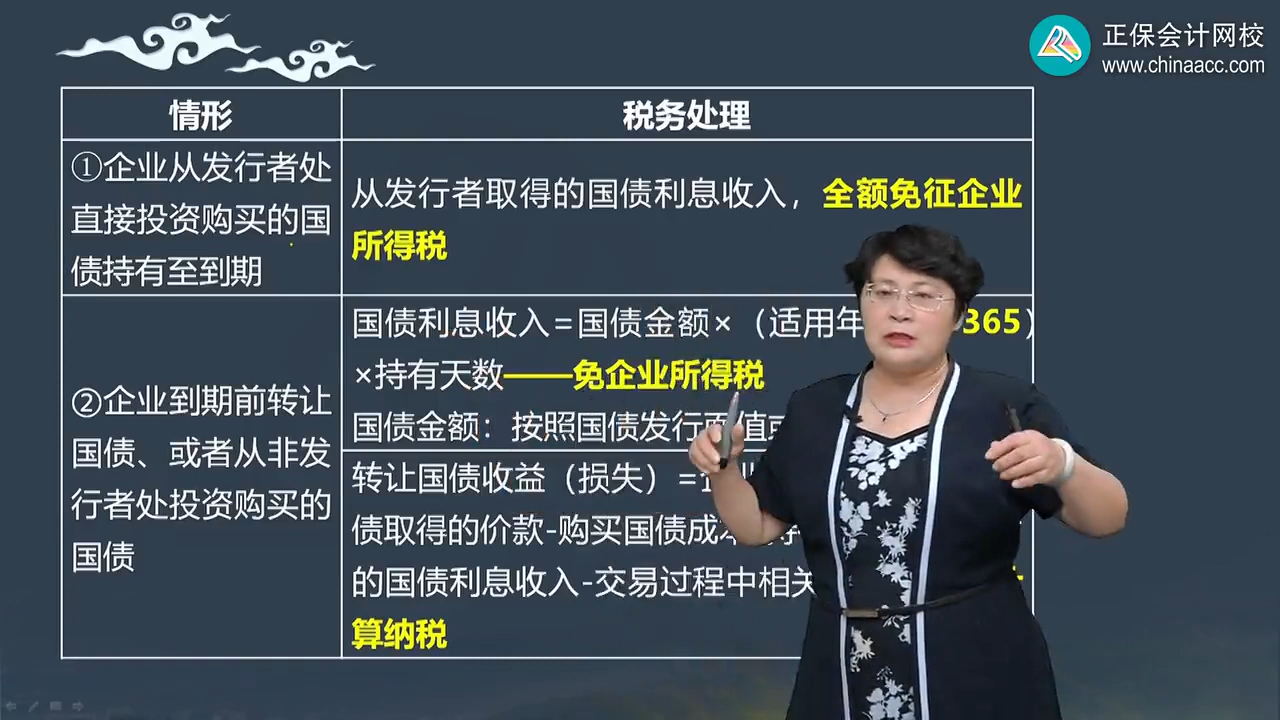 正保会计网校
www.chinaacc.com
情形
税务处理
①企业从发行者处
直接投资购买的国
债持有至到期
从发行者取得的国债利息收入，全额免征企业
所得税
②企业到期前转让
国债、或者从非发
行者处投资购买的
国债
国债利息收入=国债金额×（适用年 365）
×持有天数——免企业所得税
国债金额：按照国债发行面值或
转让国债收益（损失）=企业
债取得的价款-购买国债成本
的国债利息收入-交易过程中相关
算纳税